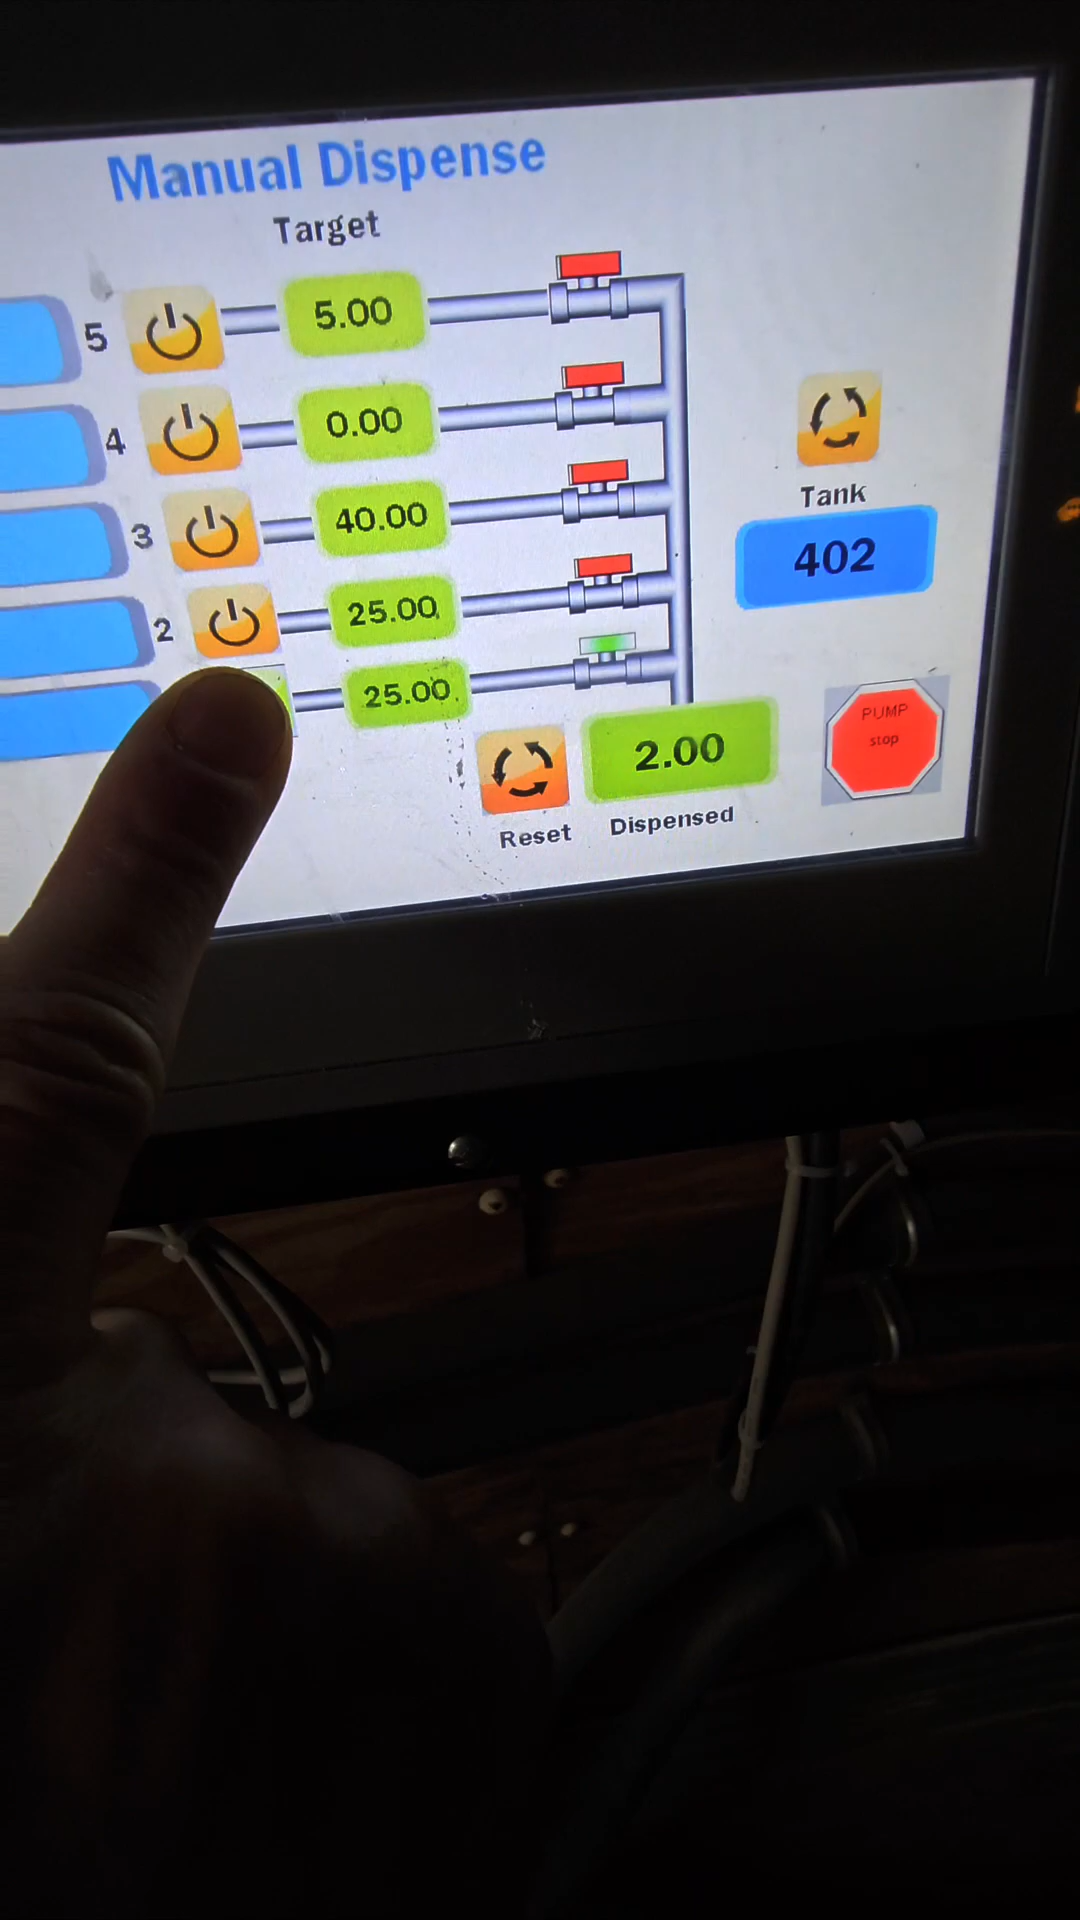 Manual Dispense
Target
5 5.00
4 0.00
3 40.00
2 25.00
25.00
Tank
402
PUMP
stop
2.00
Reset Dispensed